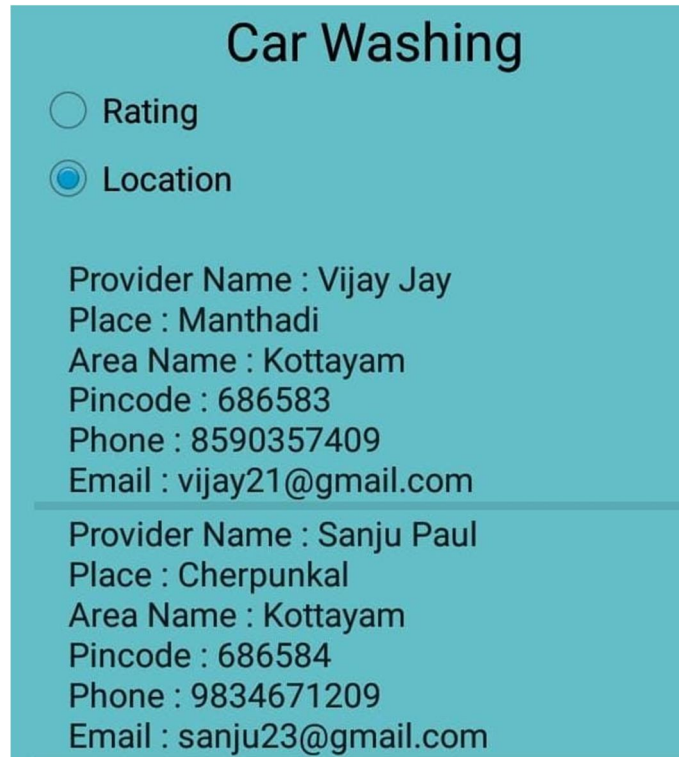 Car Washing
Rating
Location
Provider Name : Vijay Jay
Place : Manthadi
Area Name : Kottayam
Pincode : 686583
Phone : 8590357409
Email : vijay21@gmail.com
Provider Name : Sanju Paul
Place : Cherpunkal
Area Name : Kottayam
Pincode : 686584
Phone : 9834671209
Email : sanju23@gmail.com